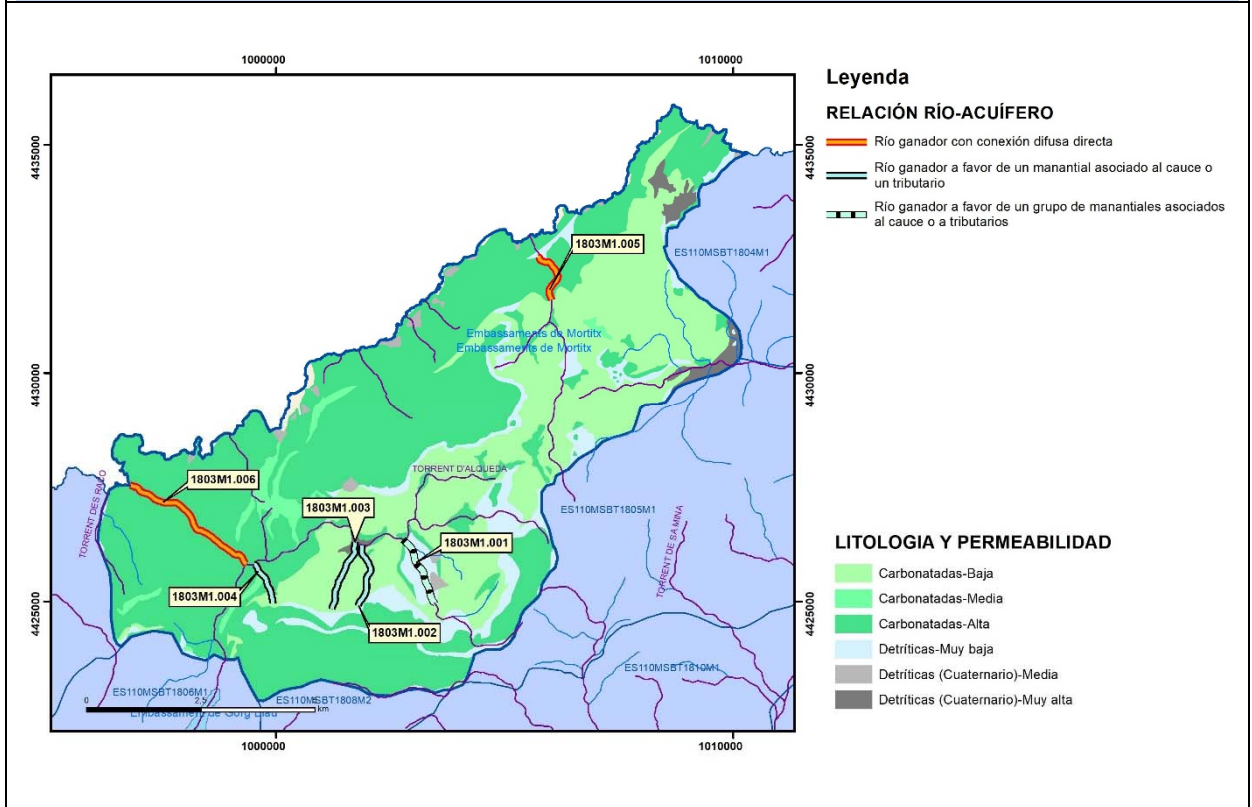 1000000
1010000
4435000
4435000
4430000
4430000
4425000
4425000
1803M1.005
ES110MSBT1804M1
Embassaments de Mortitx
Embassaments de Mortitx
TORRENT D'ALQUEDA
1803M1.006
1803M1.003
ES110MSBT1805M1
1803M1.001
TORRENT DE SA MINA
1803M1.004
1803M1.002
ES110MSBT1810M1
ES110MSBT1806M1
ES110MSBT1808M2
Embassament de Gorg Blau
0
2,5
km
1000000
1010000
Leyenda
RELACIÓN RÍO-ACUÍFERO
Río ganador con conexión difusa directa
Río ganador a favor de un manantial asociado al cauce o
un tributario
Río ganador a favor de un grupo de manantiales asociados
al cauce o a tributarios
LITOLOGIA Y PERMEABILIDAD
Carbonatadas-Baja
Carbonatadas-Media
Carbonatadas-Alta
Detríticas-Muy baja
Detríticas (Cuaternario)-Media
Detríticas (Cuaternario)-Muy alta